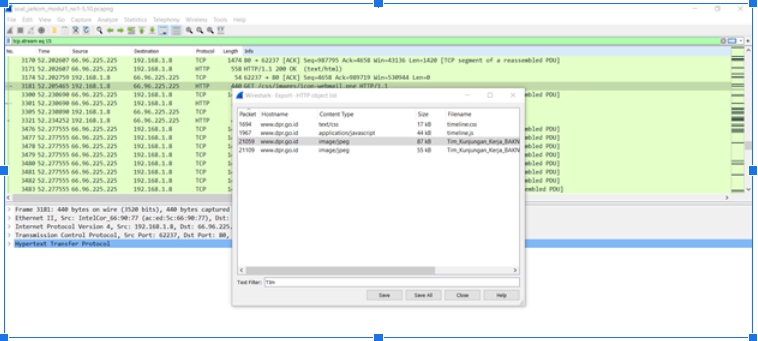 soal_jarkom_modul1_no1-5,10.pcapng
File Edit View Go Capture Analyze Statistics Telephony Wireless Tools Help
tcp.stream eq 15
No. Time Source Destination Protocol Length Info
3170 52.202607 66.96.225.225 192.168.1.8 TCP 1474 80 → 62237 [ACK] Seq=987795 Ack=4658 Win=43136 Len=1420 [TCP segment of a reassembled PDU]
3171 52.202607 66.96.225.225 192.168.1.8 HTTP 558 HTTP/1.1 200 OK (text/html)
3174 52.202759 192.168.1.8 66.96.225.225 TCP 54 62237 → 80 [ACK] Seq=4658 Ack=989719 Win=530944 Len=0
3181 52.205465 192.168.1.8 66.96.225.225 HTTP 440 GET /css/images/icon-webmail.png HTTP/1.1
3300 52.230690 66.96.225.225 192.168.1.8 TCP
3301 52.230690 66.96.225.225 192.168.1.8 HTTP
3305 52.230890 192.168.1.8 66.96.225.225 TCP
3321 52.234252 192.168.1.8 66.96.225.225 HTTP
3476 52.277555 66.96.225.225 192.168.1.8 TCP
3477 52.277555 66.96.225.225 192.168.1.8 TCP
3478 52.277555 66.96.225.225 192.168.1.8 TCP
3479 52.277555 66.96.225.225 192.168.1.8 TCP
3480 52.277555 66.96.225.225 192.168.1.8 TCP
3481 52.277555 66.96.225.225 192.168.1.8 TCP
3482 52.277555 66.96.225.225 192.168.1.8 TCP
3483 52.277555 66.96.225.225 192.168.1.8 TCP
Frame 3181: 440 bytes on wire (3520 bits), 440 bytes captured
Ethernet II, Src: IntelCor_66:90:77 (ac:ed:5c:66:90:77), Dst:
Internet Protocol Version 4, Src: 192.168.1.8, Dst: 66.96.225.
Transmission Control Protocol, Src Port: 62237, Dst Port: 80,
Hypertext Transfer Protocol
Wireshark · Export · HTTP object list
Packet Hostname Content Type Size Filename
1694 www.dpr.go.id text/css 17 kB timeline.css
1967 www.dpr.go.id application/javascript 44 kB timeline.js
21059 www.dpr.go.id image/jpeg 87 kB Tim_Kunjungan_Kerja_BAKN
21109 www.dpr.go.id image/jpeg 55 kB Tim_Kunjungan_Kerja_BAKN
Text Filter: Tim
Save Save All Close Help